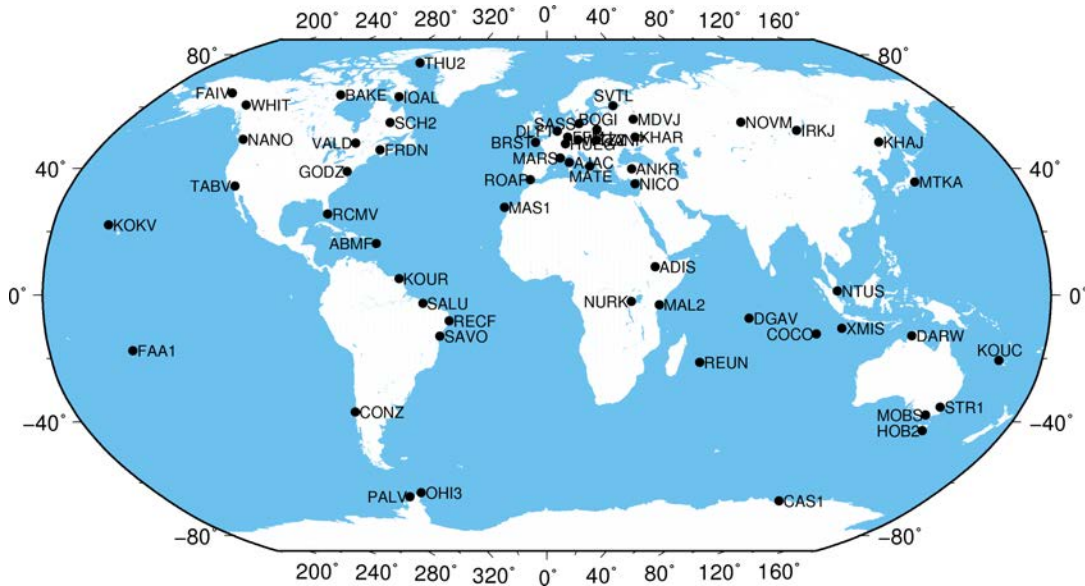 200° 240° 280° 320° 0° 40° 80° 120° 160°
80° 80°
THU2
FAIV BAKE IQAL
WHIT SVTL
SCH2 SASS BOGI MDVJ NOVM IRKJ
NANO VALD FRDN BRST KHAR KHAJ
MARS AJAC
GODZ MATE ANKR 40°
TABV ROAP NICO MTKA
RCMV MAS1
KOKV
ABMF
KOUR ADIS
0° SALU NURK MAL2 NTUS 0°
RECF DGAV XMIS
SAVO COCO DARW
FAA1 REUN KOUC
CONZ MOBS STR1
−40° HOB2 −40°
PALV OHI3 CAS1
−80° −80°
200° 240° 280° 320° 0° 40° 80° 120° 160°